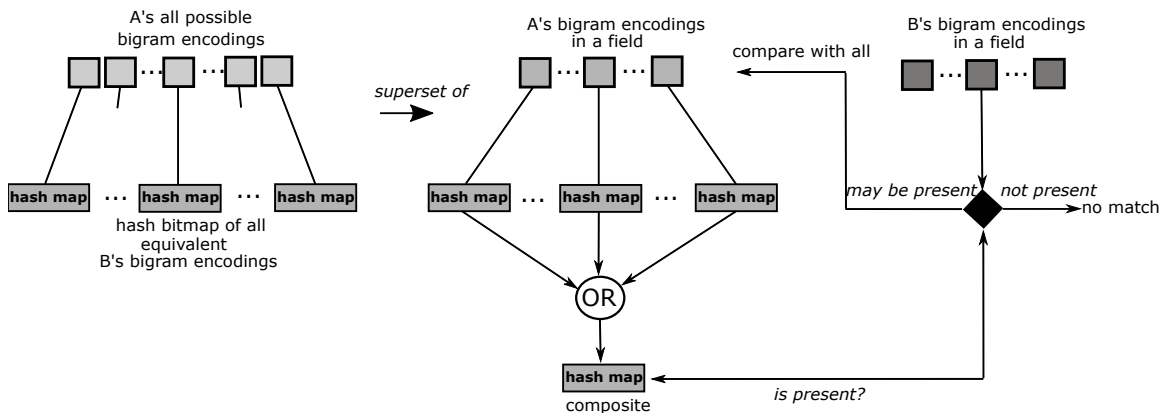 A's all possible
bigram encodings
... ...
hash map ... hash map ... hash map
hash bitmap of all
equivalent
B's bigram encodings
superset of
A's bigram encodings
in a field
... ...
hash map ... hash map ... hash map
OR
hash map
composite
compare with all
B's bigram encodings
in a field
... ...
may be present
not present
no match
is present?